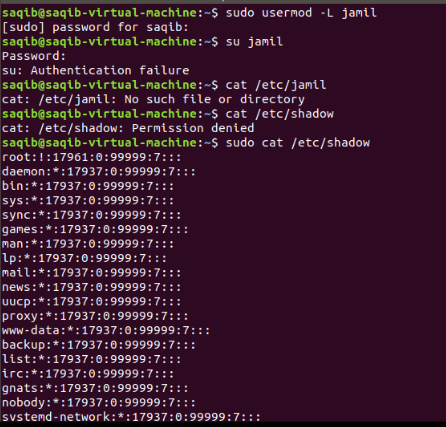 saqib@saqib-virtual-machine:~$ sudo usermod -L jamil
[sudo] password for saqib:
saqib@saqib-virtual-machine:~$ su jamil
Password:
su: Authentication failure
saqib@saqib-virtual-machine:~$ cat /etc/jamil
cat: /etc/jamil: No such file or directory
saqib@saqib-virtual-machine:~$ cat /etc/shadow
cat: /etc/shadow: Permission denied
saqib@saqib-virtual-machine:~$ sudo cat /etc/shadow
root:!:17961:0:99999:7:::
daemon:*:17937:0:99999:7:::
bin:*:17937:0:99999:7:::
sys:*:17937:0:99999:7:::
sync:*:17937:0:99999:7:::
games:*:17937:0:99999:7:::
man:*:17937:0:99999:7:::
lp:*:17937:0:99999:7:::
mail:*:17937:0:99999:7:::
news:*:17937:0:99999:7:::
uucp:*:17937:0:99999:7:::
proxy:*:17937:0:99999:7:::
www-data:*:17937:0:99999:7:::
backup:*:17937:0:99999:7:::
list:*:17937:0:99999:7:::
irc:*:17937:0:99999:7:::
gnats:*:17937:0:99999:7:::
nobody:*:17937:0:99999:7:::
systemd-network:*:17937:0:99999:7:::